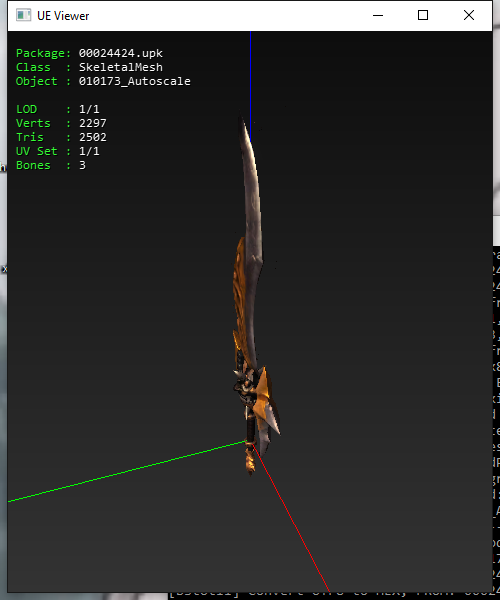 UE Viewer
Package: 00024424.upk
Class : SkeletalMesh
Object : 010173_Autoscale
LOD : 1/1
Verts : 2297
Tris : 2502
UV Set : 1/1
Bones : 3